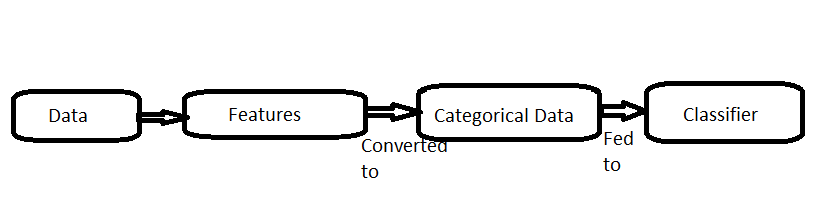 Data
Features
Categorical Data
Classifier
Converted
to
Fed
to